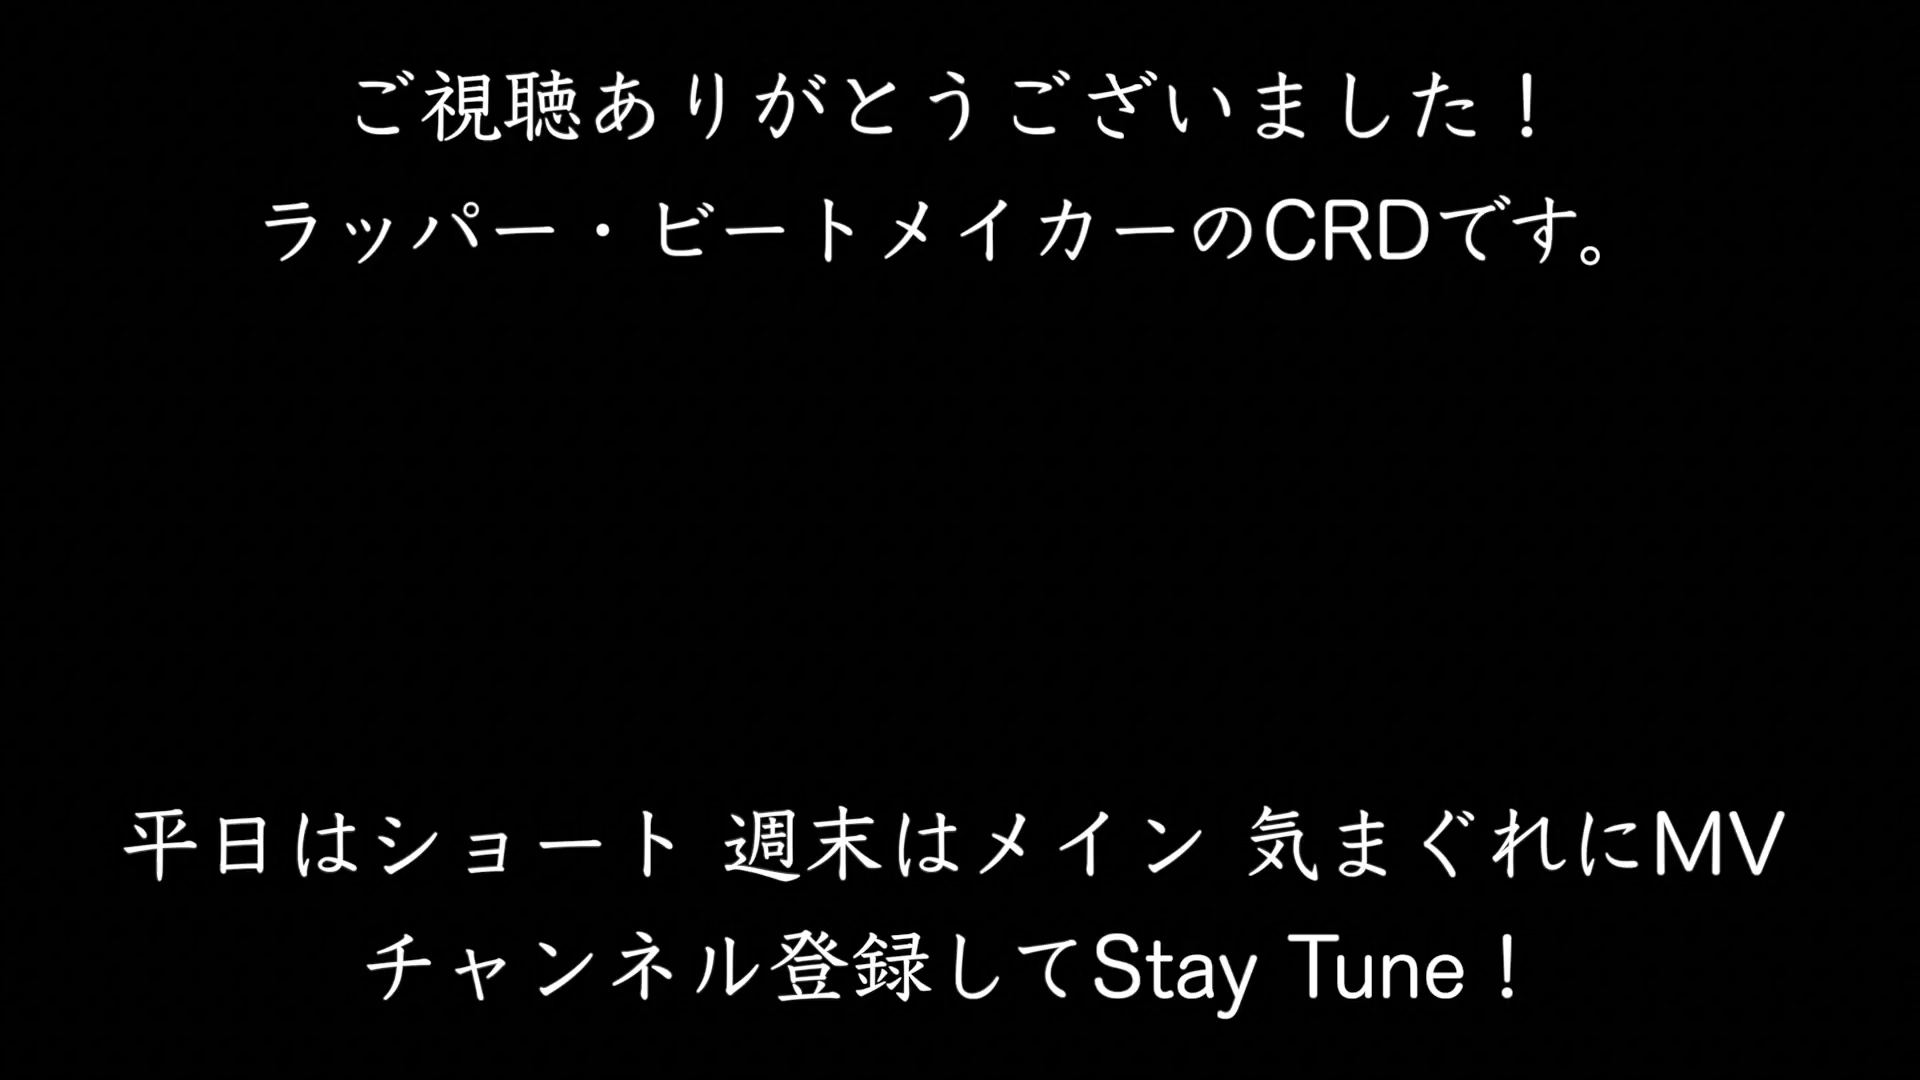 ご視聴ありがとうございました！
ラッパー・ビートメイカーのCRDです。
平日はショート 週末はメイン 気まぐれにMV
チャンネル登録してStay Tune！